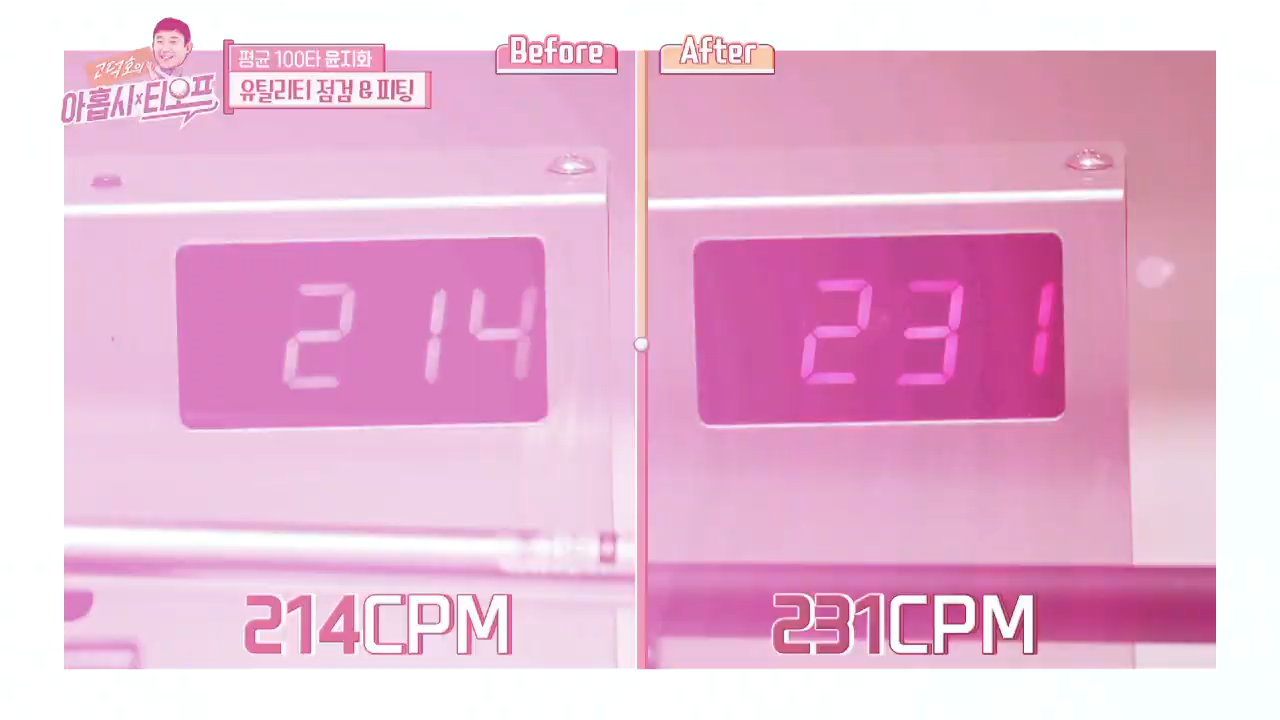 고덕호의
아홉시x티오프
평균 100타 윤지화
유틸리티 점검 & 피팅
Before
After
214
231
214CPM
231CPM